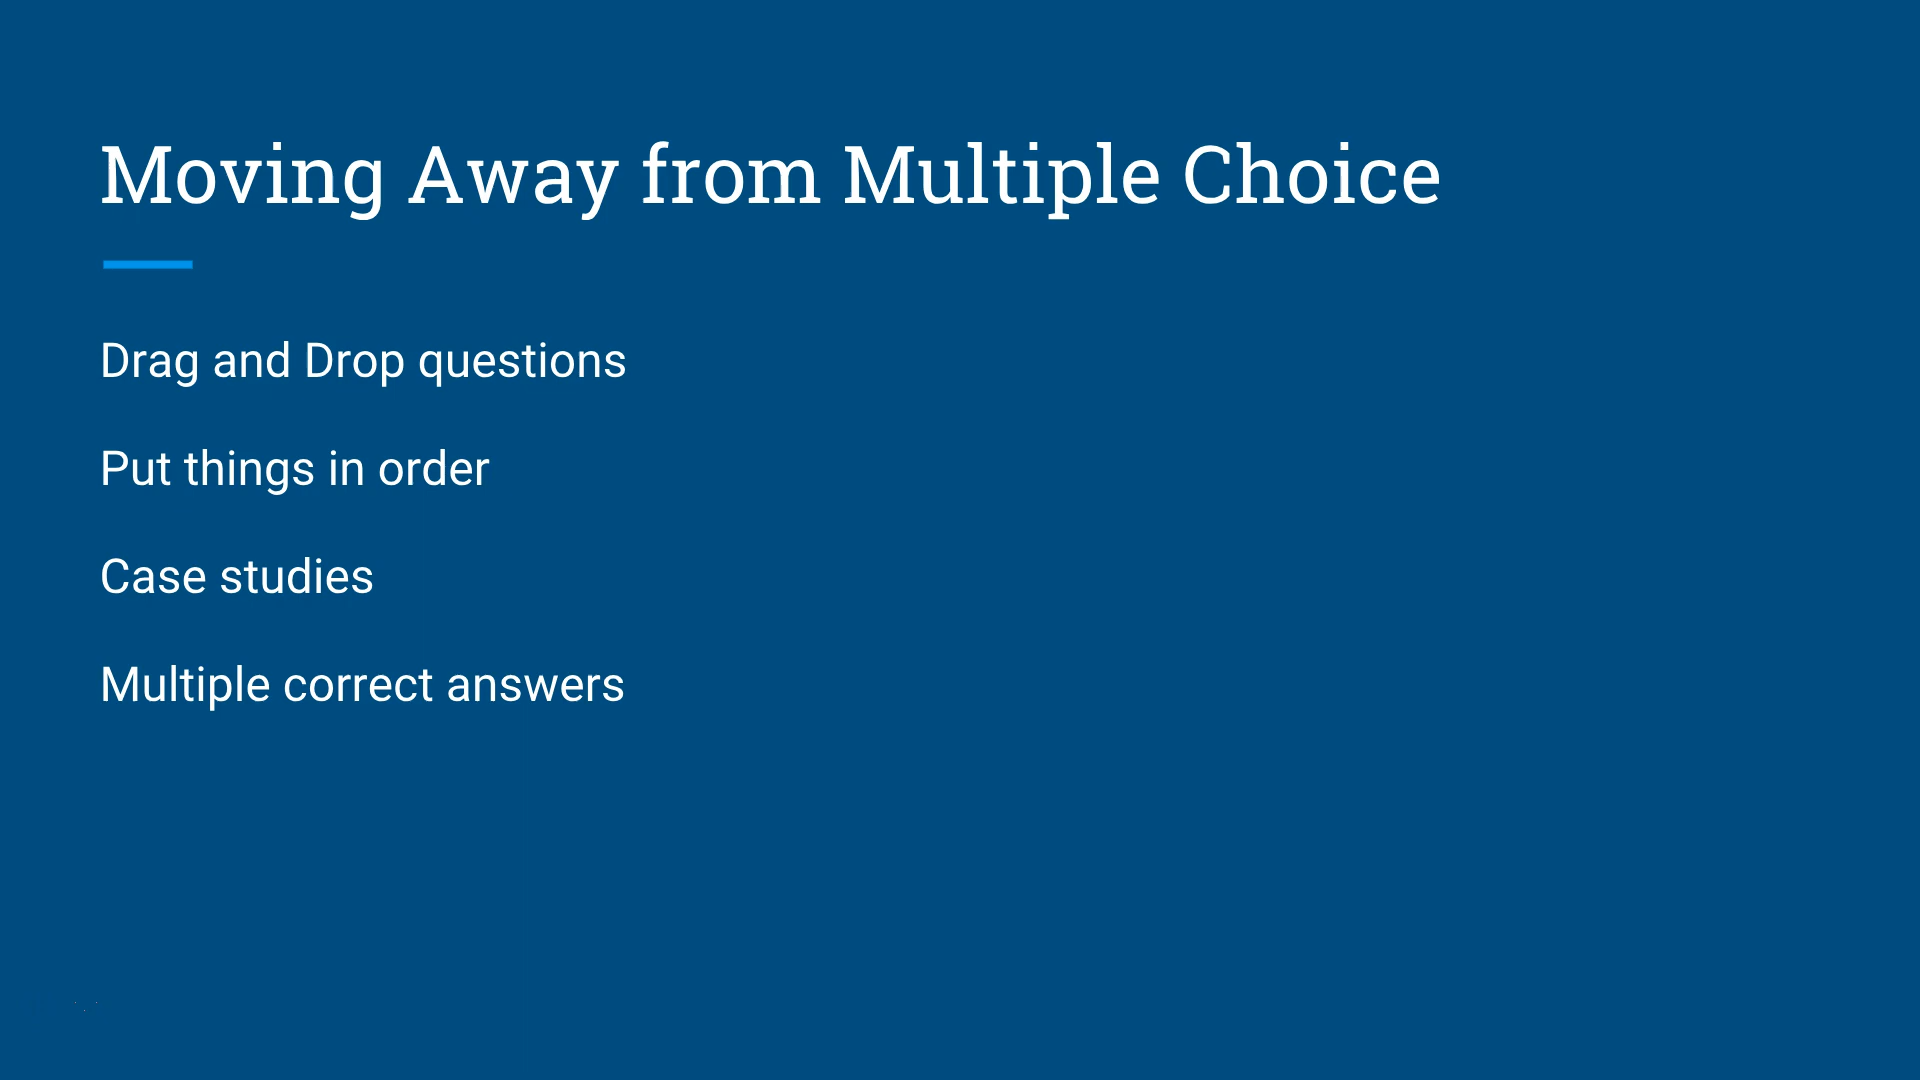 Moving Away from Multiple Choice
Drag and Drop questions
Put things in order
Case studies
Multiple correct answers